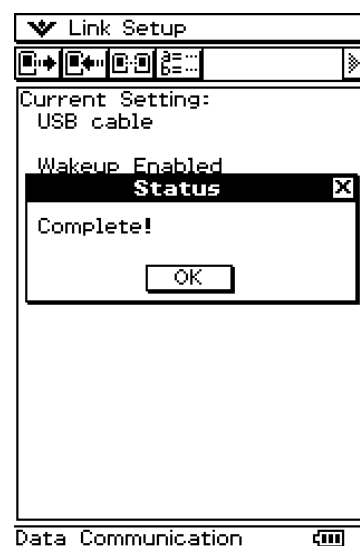 Link Setup
Current Setting:
USB cable
Wakeup Enabled
Status
Complete!
OK
Data Communication